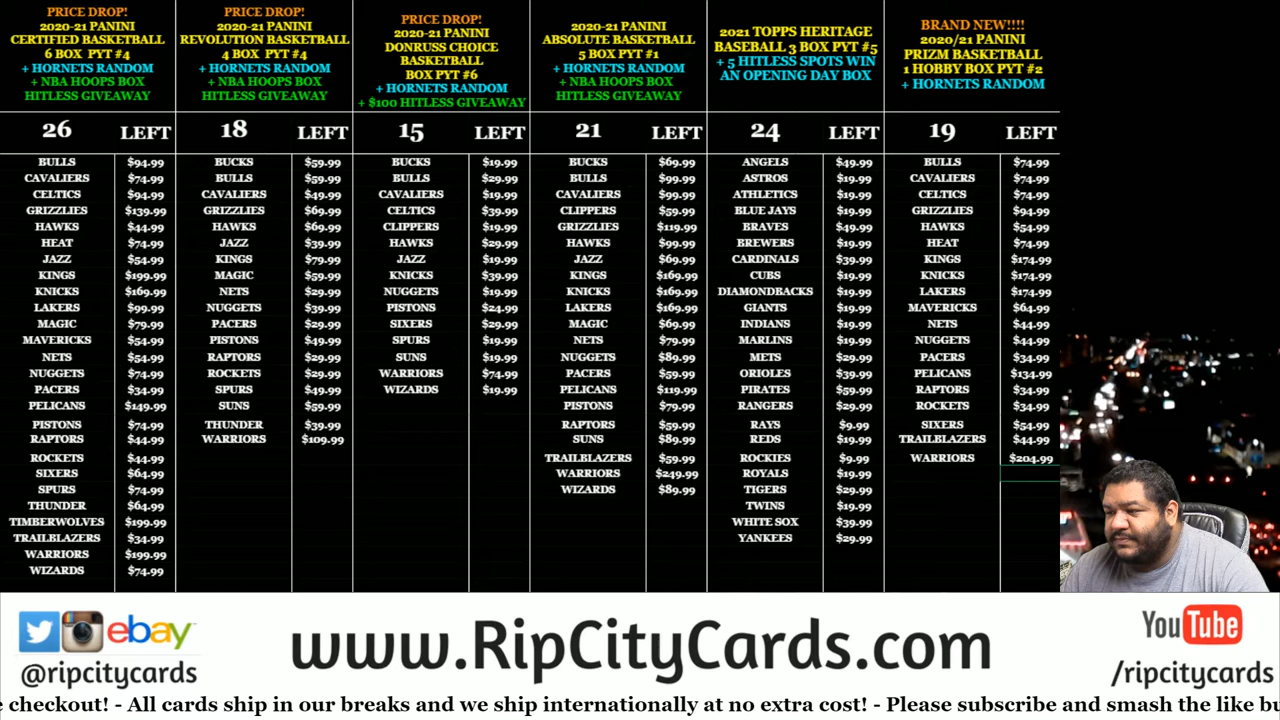 PRICE DROP!
2020-21 PANINI
CERTIFIED BASKETBALL
6 BOX PYT #4
+ HORNETS RANDOM
+ NBA HOOPS BOX
HITLESS GIVEAWAY
26 LEFT
BULLS $94.99
CAVALIERS $74.99
CELTICS $94.99
GRIZZLIES $139.99
HAWKS $44.99
HEAT $74.99
JAZZ $54.99
KINGS $199.99
KNICKS $169.99
LAKERS $99.99
MAGIC $79.99
MAVERICKS $54.99
NETS $54.99
NUGGETS $74.99
PACERS $34.99
PELICANS $149.99
PISTONS $74.99
RAPTORS $44.99
ROCKETS $44.99
SIXERS $64.99
SPURS $74.99
THUNDER $64.99
TIMBERWOLVES $199.99
TRAILBLAZERS $34.99
WARRIORS $199.99
WIZARDS $74.99
PRICE DROP!
2020-21 PANINI
REVOLUTION BASKETBALL
4 BOX PYT #4
+ HORNETS RANDOM
+ NBA HOOPS BOX
HITLESS GIVEAWAY
18 LEFT
BUCKS $59.99
BULLS $59.99
CAVALIERS $49.99
GRIZZLIES $69.99
HAWKS $69.99
JAZZ $39.99
KINGS $79.99
MAGIC $59.99
NETS $29.99
NUGGETS $39.99
PACERS $29.99
PISTONS $49.99
RAPTORS $29.99
ROCKETS $29.99
SPURS $49.99
SUNS $59.99
THUNDER $39.99
WARRIORS $109.99
PRICE DROP!
2020-21 PANINI
DONRUSS CHOICE
BASKETBALL
BOX PYT #6
+ HORNETS RANDOM
+ $100 HITLESS GIVEAWAY
15 LEFT
BUCKS $19.99
BULLS $29.99
CAVALIERS $19.99
CELTICS $39.99
CLIPPERS $19.99
HAWKS $29.99
JAZZ $19.99
KNICKS $39.99
NUGGETS $19.99
PISTONS $24.99
SIXERS $29.99
SPURS $19.99
SUNS $19.99
WARRIORS $74.99
WIZARDS $19.99
2020-21 PANINI
ABSOLUTE BASKETBALL
5 BOX PYT #1
+ HORNETS RANDOM
+ NBA HOOPS BOX
HITLESS GIVEAWAY
21 LEFT
BUCKS $69.99
BULLS $99.99
CAVALIERS $99.99
CLIPPERS $59.99
GRIZZLIES $119.99
HAWKS $99.99
JAZZ $69.99
KINGS $169.99
KNICKS $169.99
LAKERS $169.99
MAGIC $69.99
NETS $79.99
NUGGETS $89.99
PACERS $59.99
PELICANS $119.99
PISTONS $79.99
RAPTORS $59.99
SUNS $89.99
TRAILBLAZERS $59.99
WARRIORS $249.99
WIZARDS $89.99
2021 TOPPS HERITAGE
BASEBALL 3 BOX PYT #5
+ 5 HITLESS SPOTS WIN
AN OPENING DAY BOX
24 LEFT
ANGELS $49.99
ASTROS $19.99
ATHLETICS $19.99
BLUE JAYS $19.99
BRAVES $49.99
BREWERS $19.99
CARDINALS $39.99
CUBS $19.99
DIAMONDBACKS $19.99
GIANTS $19.99
INDIANS $19.99
MARLINS $19.99
METS $29.99
ORIOLES $39.99
PIRATES $59.99
RANGERS $29.99
RAYS $9.99
REDS $19.99
ROCKIES $9.99
ROYALS $19.99
TIGERS $29.99
TWINS $19.99
WHITE SOX $39.99
YANKEES $29.99
BRAND NEW!!!!
2020/21 PANINI
PRIZM BASKETBALL
1 HOBBY BOX PYT #2
+ HORNETS RANDOM
19 LEFT
BULLS $74.99
CAVALIERS $74.99
CELTICS $74.99
GRIZZLIES $94.99
HAWKS $54.99
HEAT $74.99
KINGS $174.99
KNICKS $174.99
LAKERS $174.99
MAVERICKS $64.99
NETS $44.99
NUGGETS $44.99
PACERS $34.99
PELICANS $134.99
RAPTORS $34.99
ROCKETS $34.99
SIXERS $54.99
TRAILBLAZERS $44.99
WARRIORS $204.99
ebay
@ripcitycards
www.RipCityCards.com
YouTube
/ripcitycards
e checkout! - All cards ship in our breaks and we ship internationally at no extra cost! - Please subscribe and smash the like bu